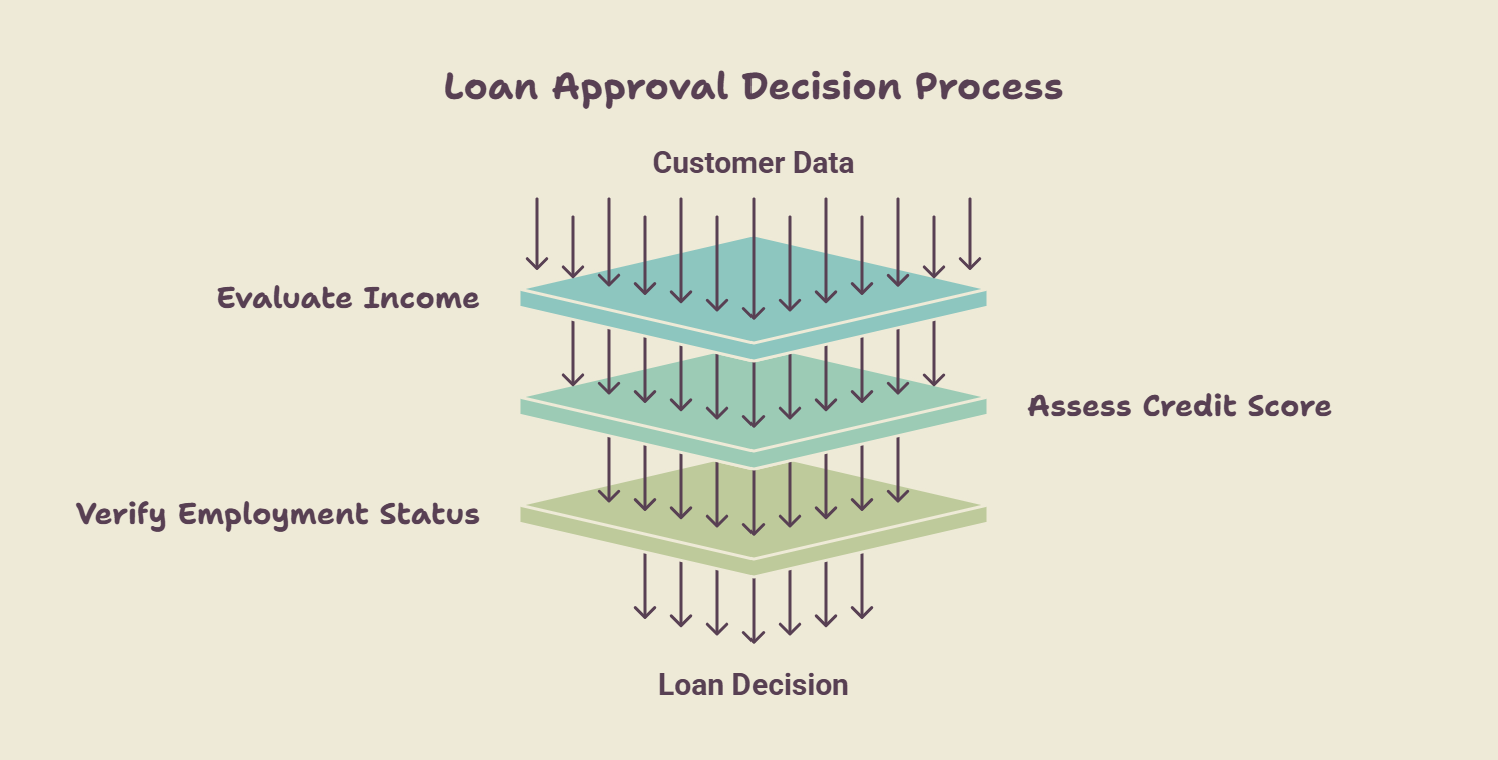 Loan Approval Decision Process
Customer Data
Evaluate Income
Assess Credit Score
Verify Employment Status
Loan Decision